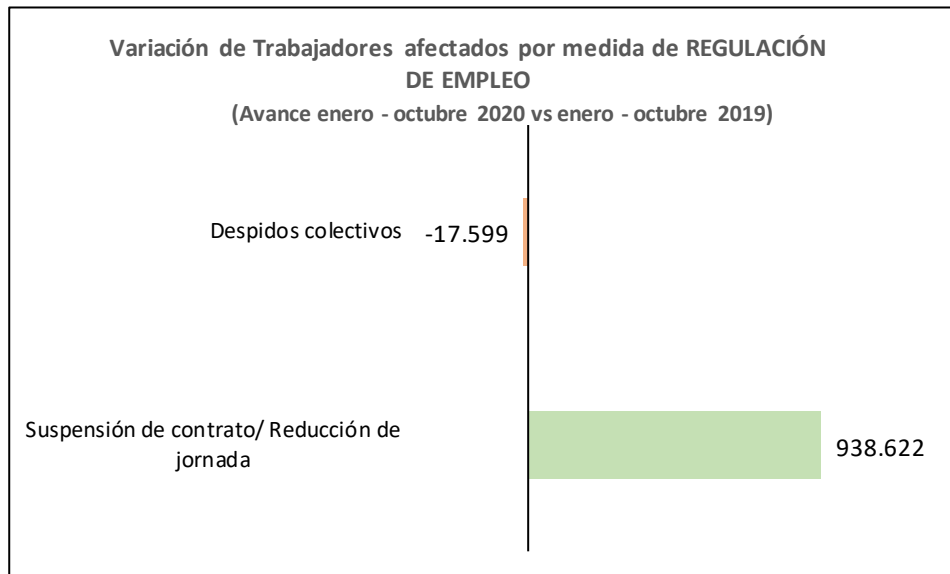 Variación de Trabajadores afectados por medida de REGULACIÓN
DE EMPLEO
(Avance enero - octubre 2020 vs enero - octubre 2019)
Despidos colectivos -17.599
Suspensión de contrato/ Reducción de
jornada
938.622